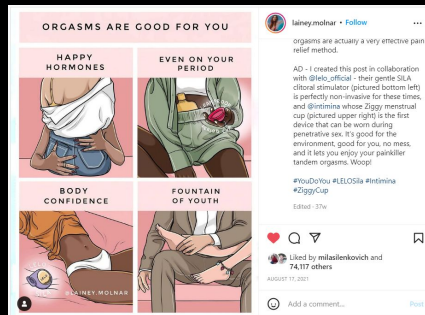 ORGASMS ARE GOOD FOR YOU
HAPPY
HORMONES
EVEN ON YOUR
PERIOD
BODY
CONFIDENCE
FOUNTAIN
OF YOUTH
@LAINEY.MOLNAR
lainey.molnar • Follow
orgasms are actually a very effective pain
relief method.
AD - I created this post in collaboration
with @lelo_official - their gentle SILA
clitoral stimulator (pictured bottom left)
is perfectly non-invasive for these times,
and @intimina whose Ziggy menstrual
cup (pictured upper right) is the first
device that can be worn during
penetrative sex. It's good for the
environment, good for you, no mess,
and it lets you enjoy your painkiller
tandem orgasms. Woop!
#YouDoYou #LELOSila #Intimina
#ZiggyCup
Edited · 37w
Liked by milasilenkovich and
74,117 others
AUGUST 17, 2021
Add a comment...
Post